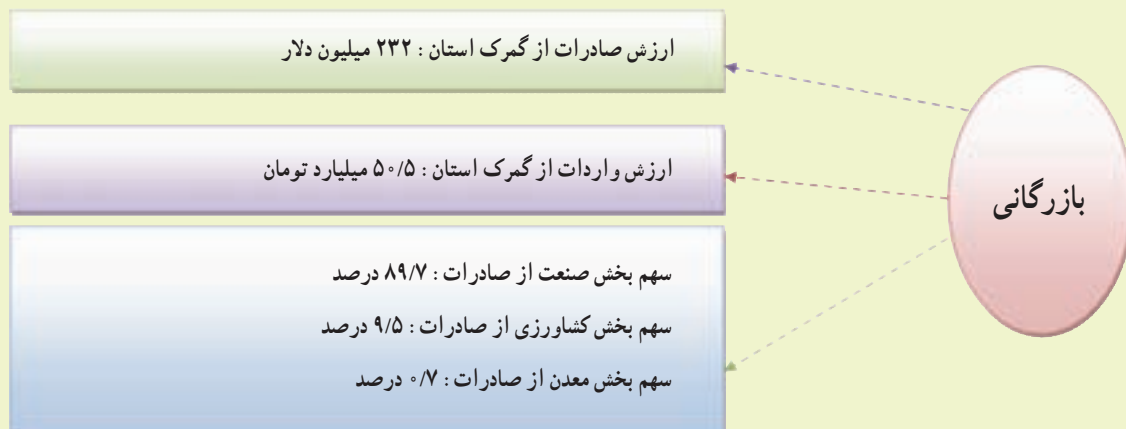 ارزش صادرات از گمرک استان : ۲۳۲ میلیون دلار
بازرگانی
ارزش واردات از گمرک استان : ۵۰/۵ میلیارد تومان
سهم بخش صنعت از صادرات : ۸۹/۷ درصد
سهم بخش کشاورزی از صادرات : ۹/۵ درصد
سهم بخش معدن از صادرات : ۰/۷ درصد